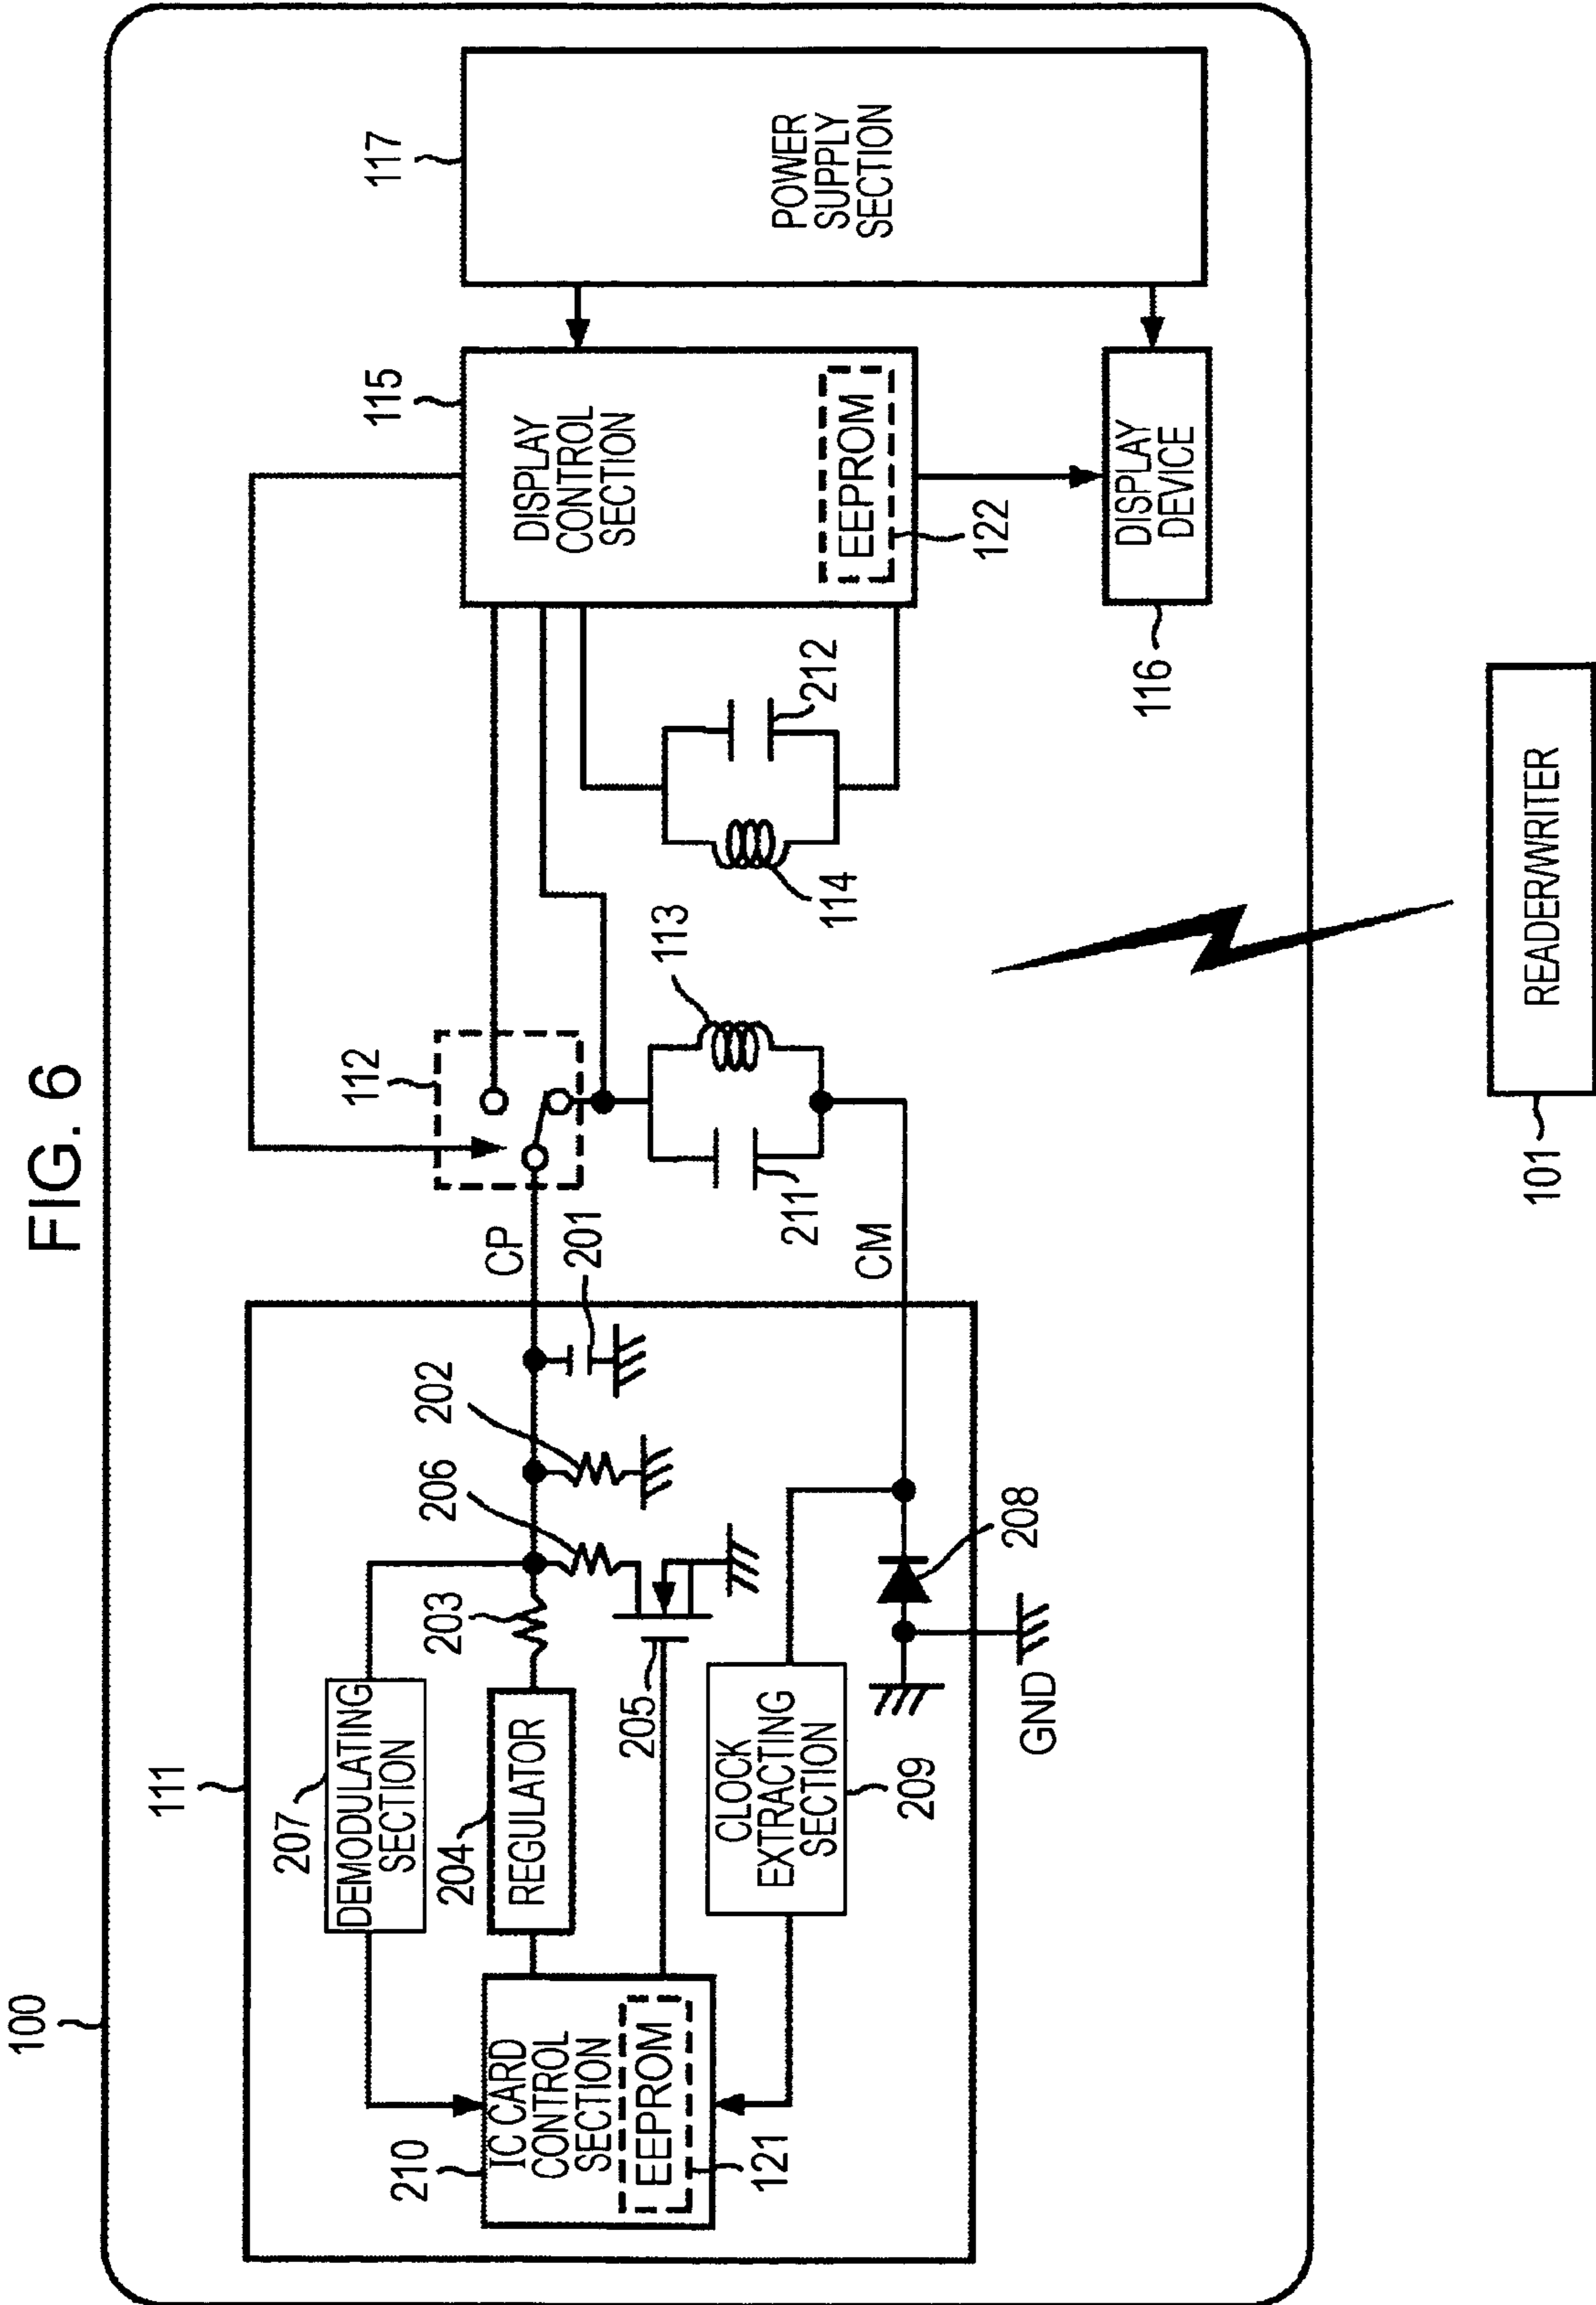 FIG. 6
100
111
207
DEMODULATING
SECTION
203
206
202
CP
201
112
115
117
204
REGULATOR
210
IC CARD
CONTROL
SECTION
EEPROM
121
205
CLOCK
EXTRACTING
SECTION
209
208
GND
CM
211
113
114
212
DISPLAY
CONTROL
SECTION
EEPROM
122
POWER
SUPPLY
SECTION
DISPLAY
DEVICE
116
READER/WRITER
101